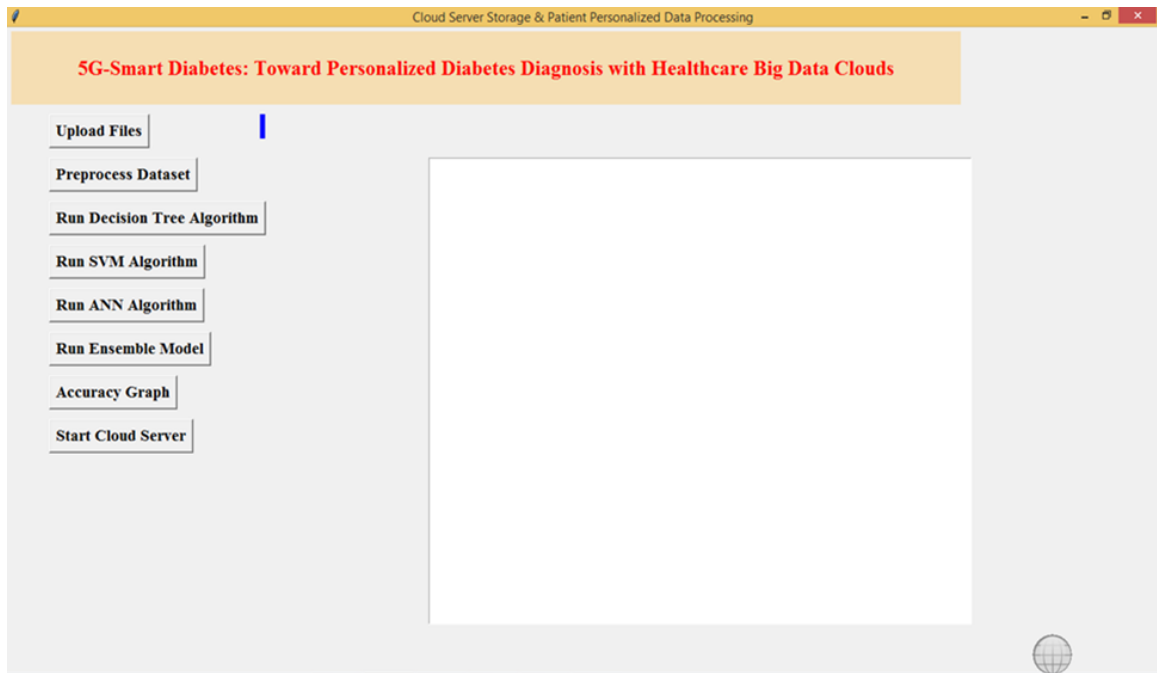 Cloud Server Storage & Patient Personalized Data Processing
5G-Smart Diabetes: Toward Personalized Diabetes Diagnosis with Healthcare Big Data Clouds
Upload Files
Preprocess Dataset
Run Decision Tree Algorithm
Run SVM Algorithm
Run ANN Algorithm
Run Ensemble Model
Accuracy Graph
Start Cloud Server